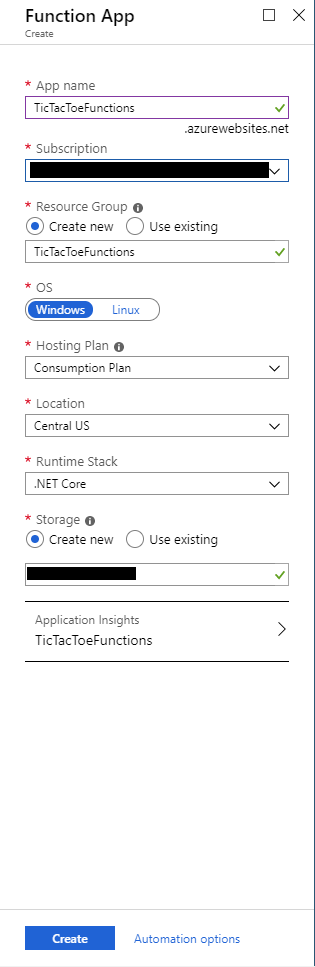 Function App
Create
* App name
TicTacToeFunctions
.azurewebsites.net
* Subscription
* Resource Group
Create new Use existing
TicTacToeFunctions
* OS
Windows Linux
* Hosting Plan
Consumption Plan
* Location
Central US
* Runtime Stack
.NET Core
* Storage
Create new Use existing
Application Insights
TicTacToeFunctions
Create Automation options